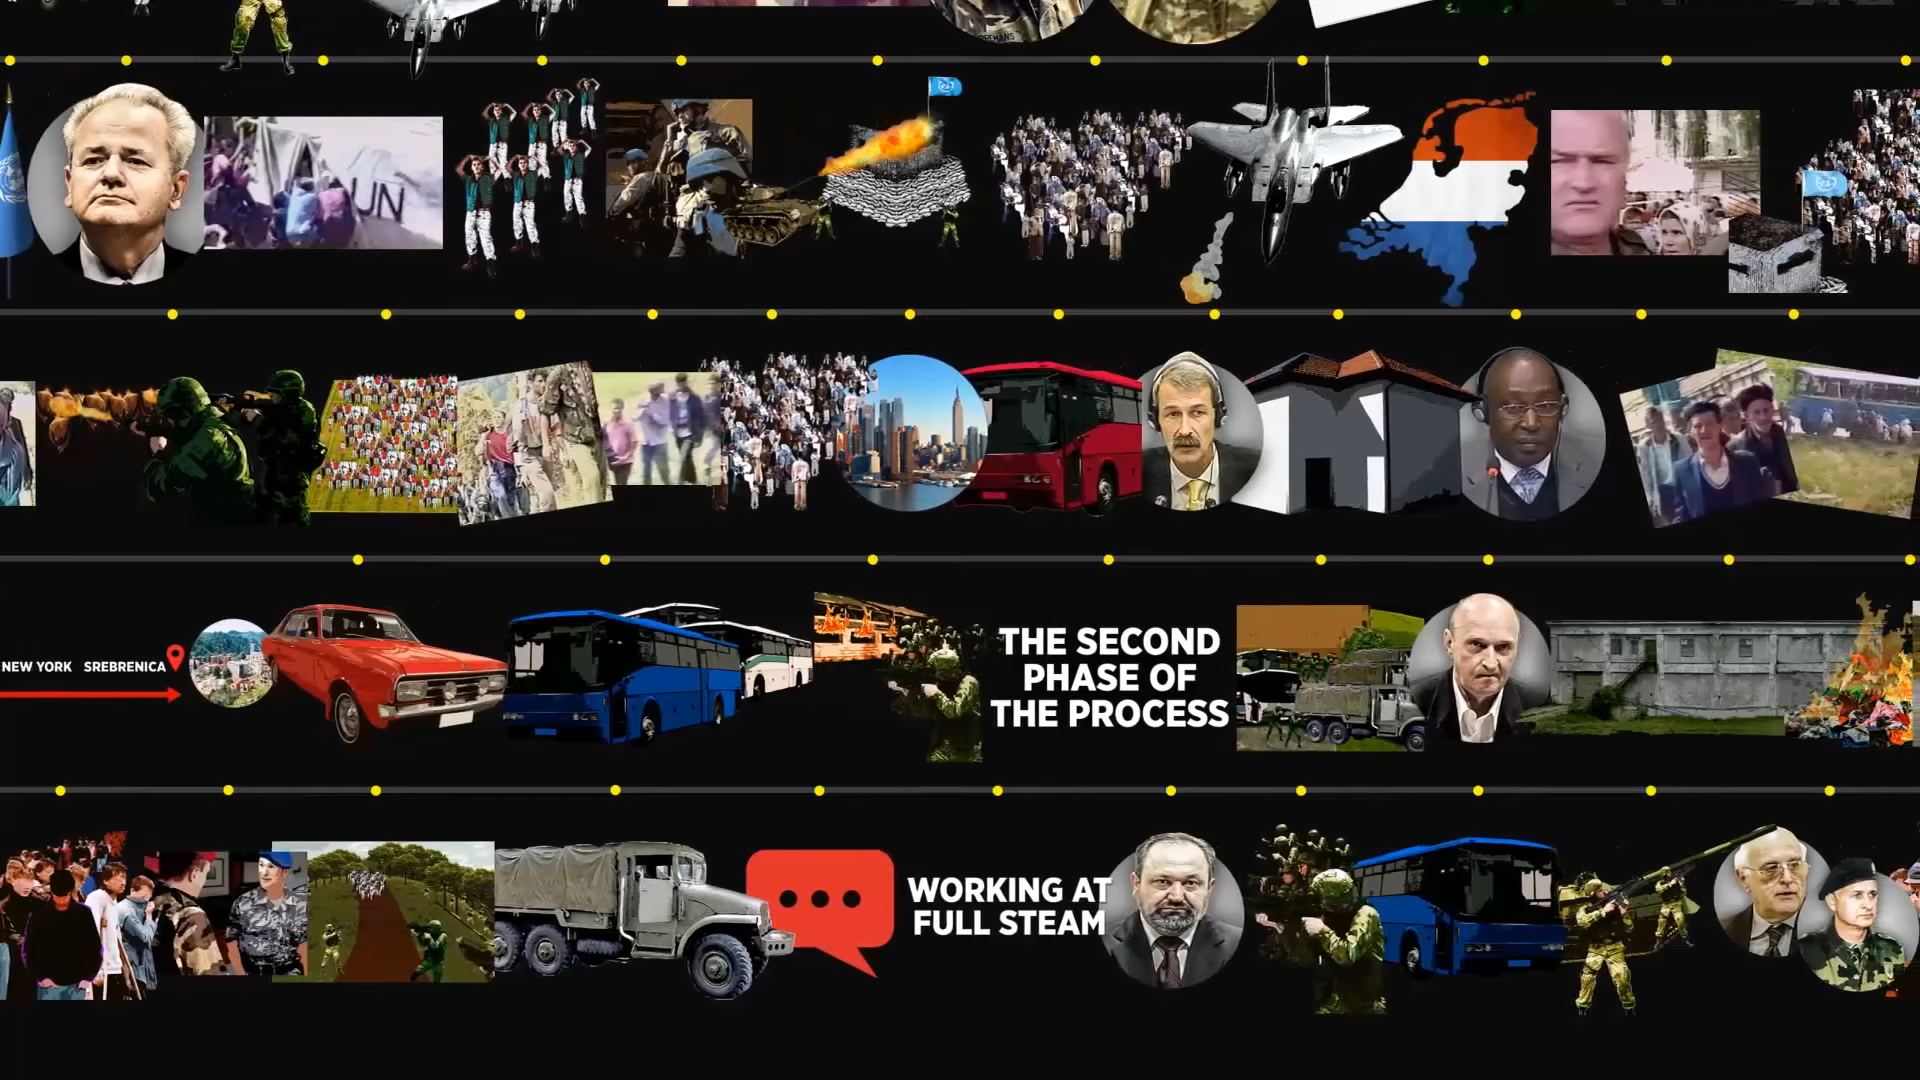 UN
NEW YORK SREBRENICA
THE SECOND
PHASE OF
THE PROCESS
WORKING AT
FULL STEAM